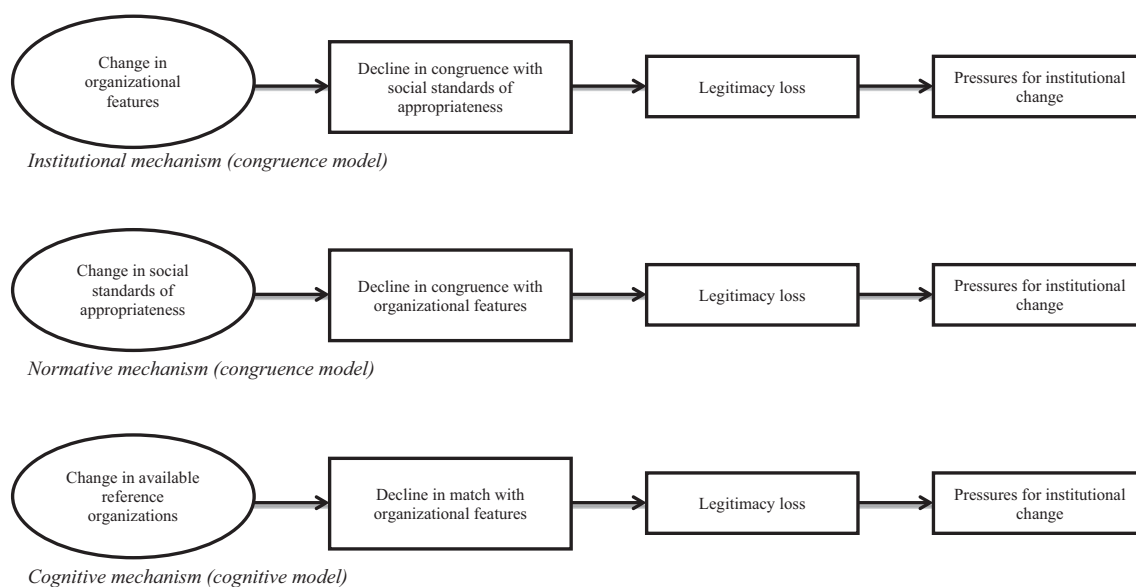 Change in
organizational
features
Decline in congruence with
social standards of
appropriateness
Legitimacy loss
Pressures for institutional
change
Institutional mechanism (congruence model)
Change in social
standards of
appropriateness
Decline in congruence with
organizational features
Legitimacy loss
Pressures for institutional
change
Normative mechanism (congruence model)
Change in available
reference
organizations
Decline in match with
organizational features
Legitimacy loss
Pressures for institutional
change
Cognitive mechanism (cognitive model)